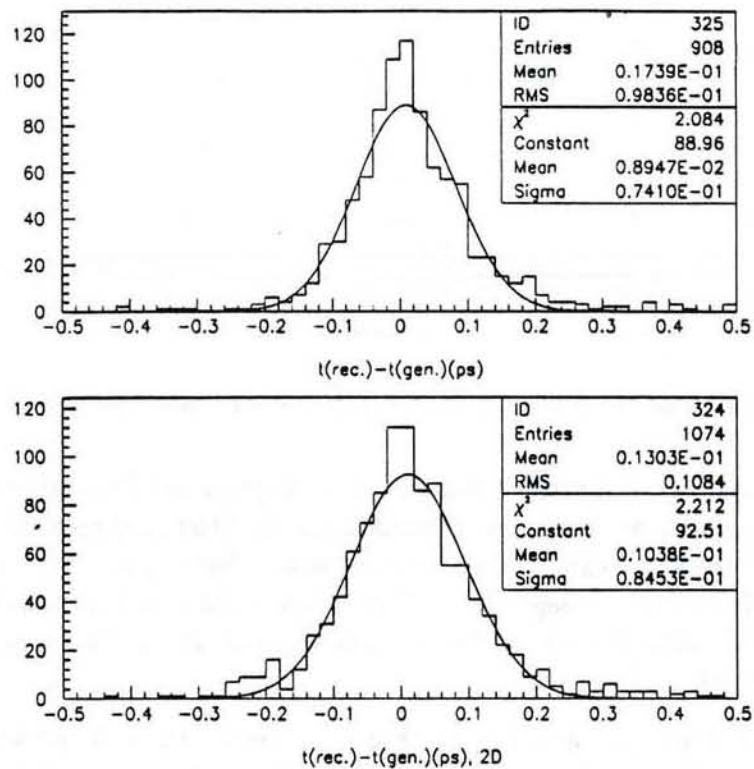 ID 325
Entries 908
Mean 0.1739E-01
RMS 0.9836E-01
χ² 2.084
Constant 88.96
Mean 0.8947E-02
Sigma 0.7410E-01
120
100
80
60
40
20
0
-0.5 -0.4 -0.3 -0.2 -0.1 0 0.1 0.2 0.3 0.4 0.5
t(rec.)-t(gen.)(ps)
ID 324
Entries 1074
Mean 0.1303E-01
RMS 0.1084
χ² 2.212
Constant 92.51
Mean 0.1038E-01
Sigma 0.8453E-01
120
100
80
60
40
20
0
-0.5 -0.4 -0.3 -0.2 -0.1 0 0.1 0.2 0.3 0.4 0.5
t(rec.)-t(gen.)(ps), 2D